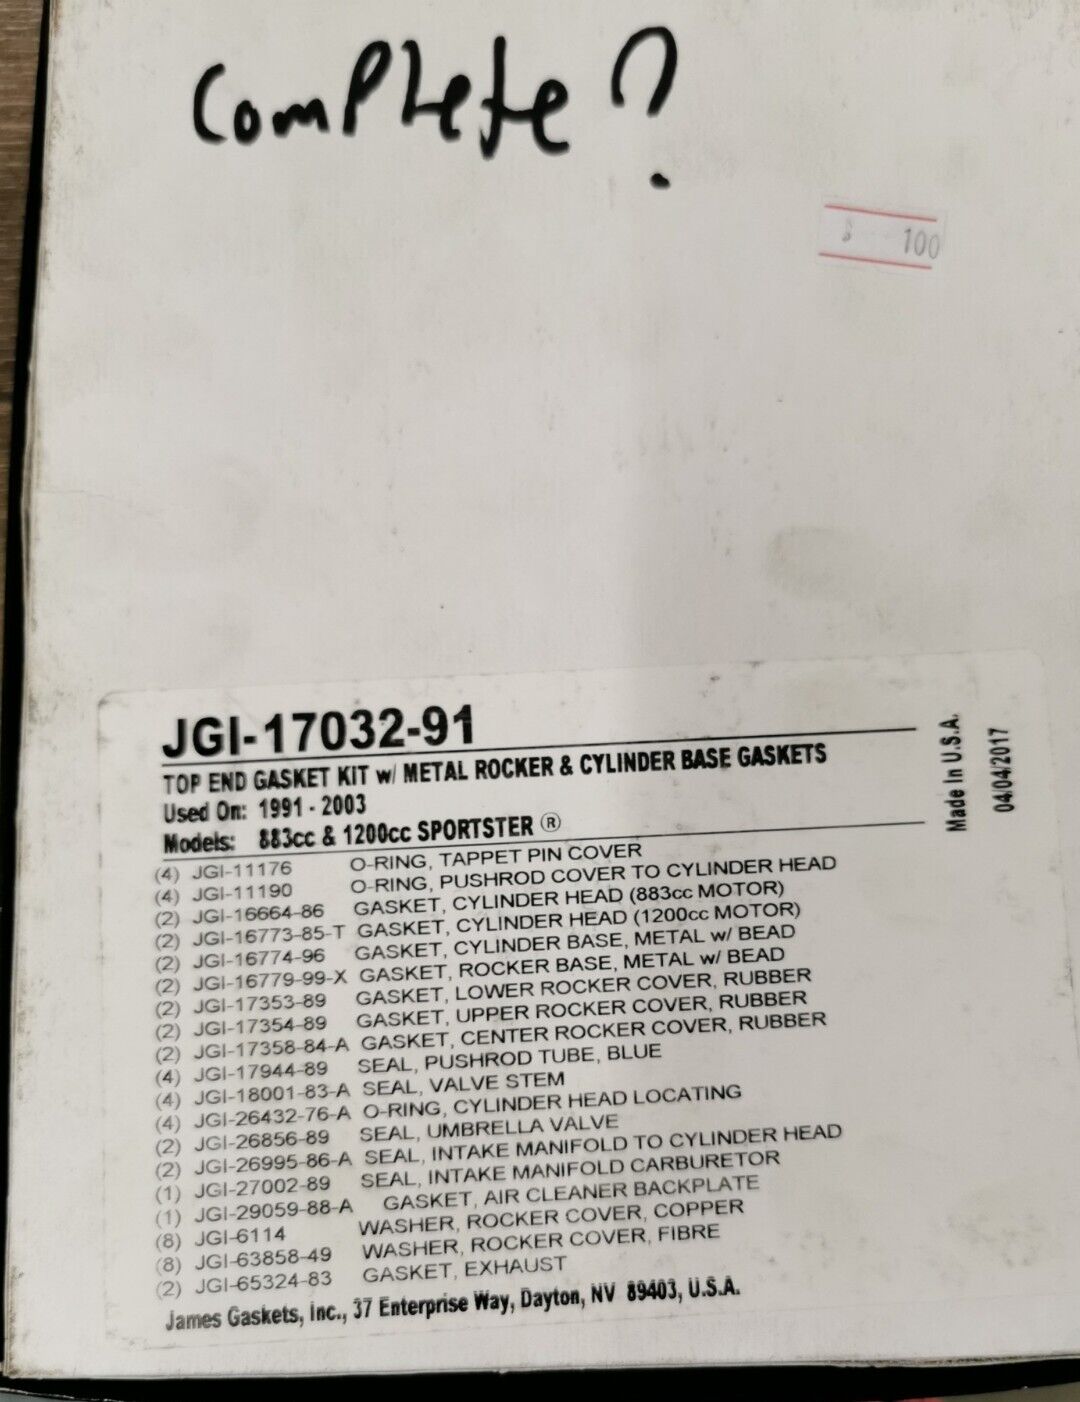 Complete?
100
JGI-17032-91
TOP END GASKET KIT w/ METAL ROCKER & CYLINDER BASE GASKETS
Used On: 1991 - 2003
Models: 883cc & 1200cc SPORTSTER ®
Made In U.S.A.
04/04/2017
(4) JGI-11176 O-RING, TAPPET PIN COVER
(4) JGI-11190 O-RING, PUSHROD COVER TO CYLINDER HEAD
(2) JGI-16664-86 GASKET, CYLINDER HEAD (883cc MOTOR)
(2) JGI-16773-85-T GASKET, CYLINDER HEAD (1200cc MOTOR)
(2) JGI-16774-96 GASKET, CYLINDER BASE, METAL w/ BEAD
(2) JGI-16779-99-X GASKET, ROCKER BASE, METAL w/ BEAD
(2) JGI-17353-89 GASKET, LOWER ROCKER COVER, RUBBER
(2) JGI-17354-89 GASKET, UPPER ROCKER COVER, RUBBER
(2) JGI-17358-84-A GASKET, CENTER ROCKER COVER, RUBBER
(4) JGI-17944-89 SEAL, PUSHROD TUBE, BLUE
(4) JGI-18001-83-A SEAL, VALVE STEM
(4) JGI-26432-76-A O-RING, CYLINDER HEAD LOCATING
(2) JGI-26856-89 SEAL, UMBRELLA VALVE
(2) JGI-26995-86-A SEAL, INTAKE MANIFOLD TO CYLINDER HEAD
(1) JGI-27002-89 SEAL, INTAKE MANIFOLD CARBURETOR
(1) JGI-29059-88-A GASKET, AIR CLEANER BACKPLATE
(8) JGI-6114 WASHER, ROCKER COVER, COPPER
(8) JGI-63858-49 WASHER, ROCKER COVER, FIBRE
(2) JGI-65324-83 GASKET, EXHAUST
James Gaskets, Inc., 37 Enterprise Way, Dayton, NV 89403, U.S.A.